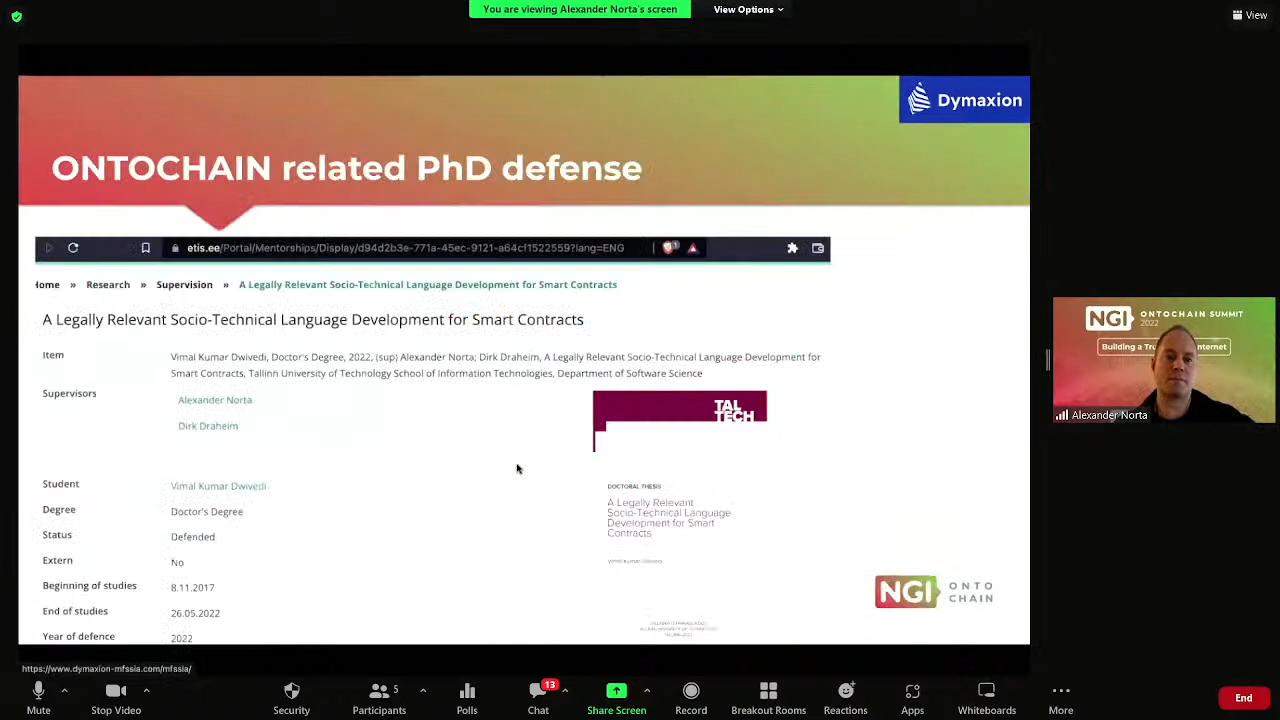 You are viewing Alexander Norta's screen
View Options
View
Dymaxion
ONTOCHAIN related PhD defense
etis.ee/Portal/Mentorships/Display/d94d2b3e-771a-45ec-9121-a64cf1522559?lang=ENG
Home » Research » Supervision » A Legally Relevant Socio-Technical Language Development for Smart Contracts
A Legally Relevant Socio-Technical Language Development for Smart Contracts
Item
Vimal Kumar Dwivedi, Doctor's Degree, 2022, (sup) Alexander Norta; Dirk Draheim, A Legally Relevant Socio-Technical Language Development for
Smart Contracts, Tallinn University of Technology School of Information Technologies, Department of Software Science
Supervisors
Alexander Norta
Dirk Draheim
TAL
TECH
Student
Vimal Kumar Dwivedi
Degree
Doctor's Degree
Status
Defended
Extern
No
Beginning of studies
8.11.2017
End of studies
26.05.2022
Year of defence
2022
DOCTORAL THESIS
A Legally Relevant
Socio-Technical Language
Development for Smart
Contracts
NGI
ONTO
CHAIN
NGI
ONTOCHAIN SUMMIT
2022
Building a Tru
nternet
Alexander Norta
https://www.dymaxion-mfssia.com/mfssia/
Mute
Stop Video
Security
5
Participants
Polls
13
Chat
Share Screen
Record
Breakout Rooms
Reactions
Apps
Whiteboards
More
End